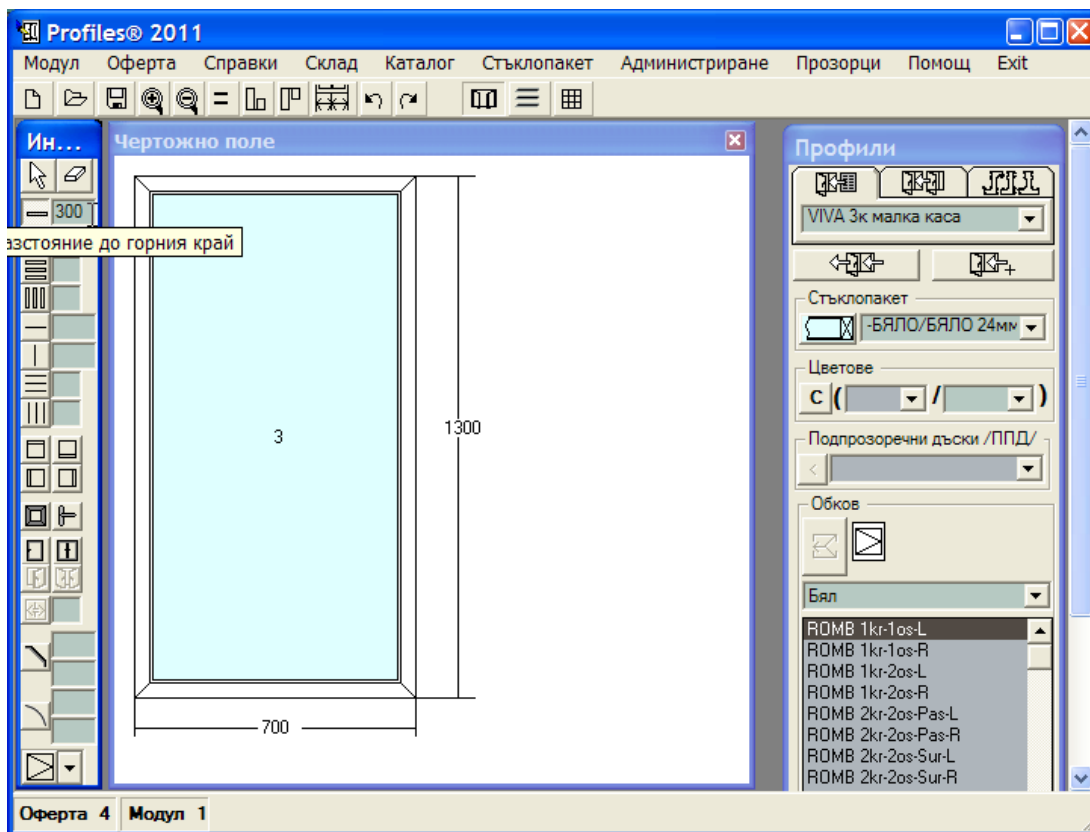 Profiles® 2011
Модул Оферта Справки Склад Каталог Стъклопакет Администриране Прозорци Помощ Exit
Ин...
Чертожно поле
Профили
300
азстояние до горния край
VIVA 3к малка каса
Стъклопакет
-БЯЛО/БЯЛО 24мм
Цветове
C ( / )
Подпрозоречни дъски /ППД/
<
3
1300
700
Обков
Бял
ROMB 1kr-1os-L
ROMB 1kr-1os-R
ROMB 1kr-2os-L
ROMB 1kr-2os-R
ROMB 2kr-2os-Pas-L
ROMB 2kr-2os-Pas-R
ROMB 2kr-2os-Sur-L
ROMB 2kr-2os-Sur-R
Оферта 4 Модул 1